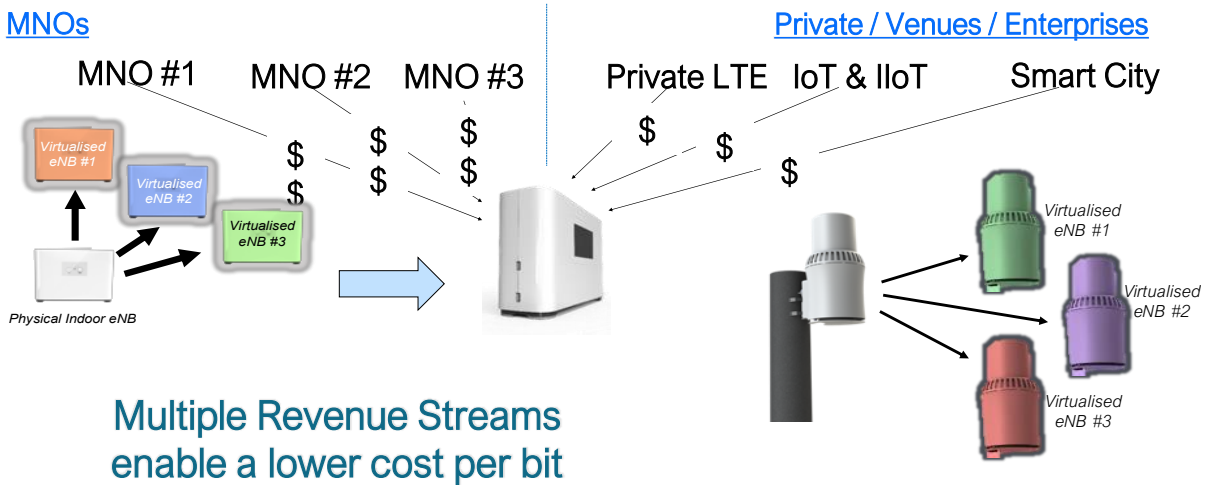 MNOs
Private / Venues / Enterprises
MNO #1
MNO #2
MNO #3
Private LTE
IoT & IIoT
Smart City
$
$
$
$
$
$
$
$
$
Virtualised
eNB #1
Virtualised
eNB #2
Virtualised
eNB #3
Physical Indoor eNB
Virtualised
eNB #1
Virtualised
eNB #2
Virtualised
eNB #3
Multiple Revenue Streams
enable a lower cost per bit